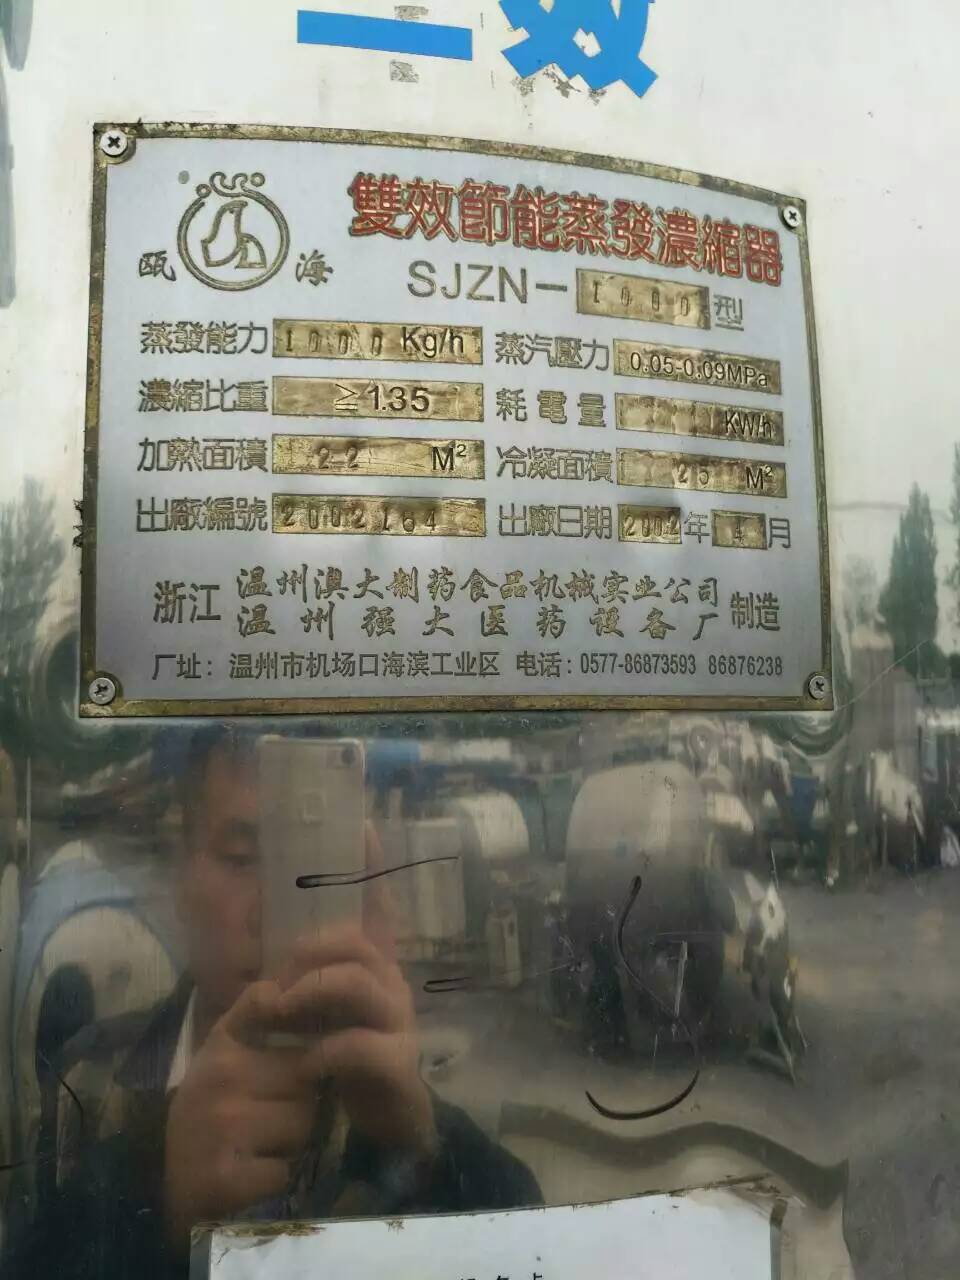 二效
雙效節能蒸發濃縮器
甌 海
SJZN-1000型
蒸發能力 1000 Kg/h 蒸汽壓力 0.05-0.09MPa
濃縮比重 ≧1.35 耗電量 KW/h
加熱面積 22 M² 冷凝面積 25 M²
出廠編號 2002164 出廠日期 2002年4月
浙江 温州澳大制药食品机械实业公司 制造
温州强大医药设备厂
厂址：温州市机场口海滨工业区 电话：0577-86873593 86876238